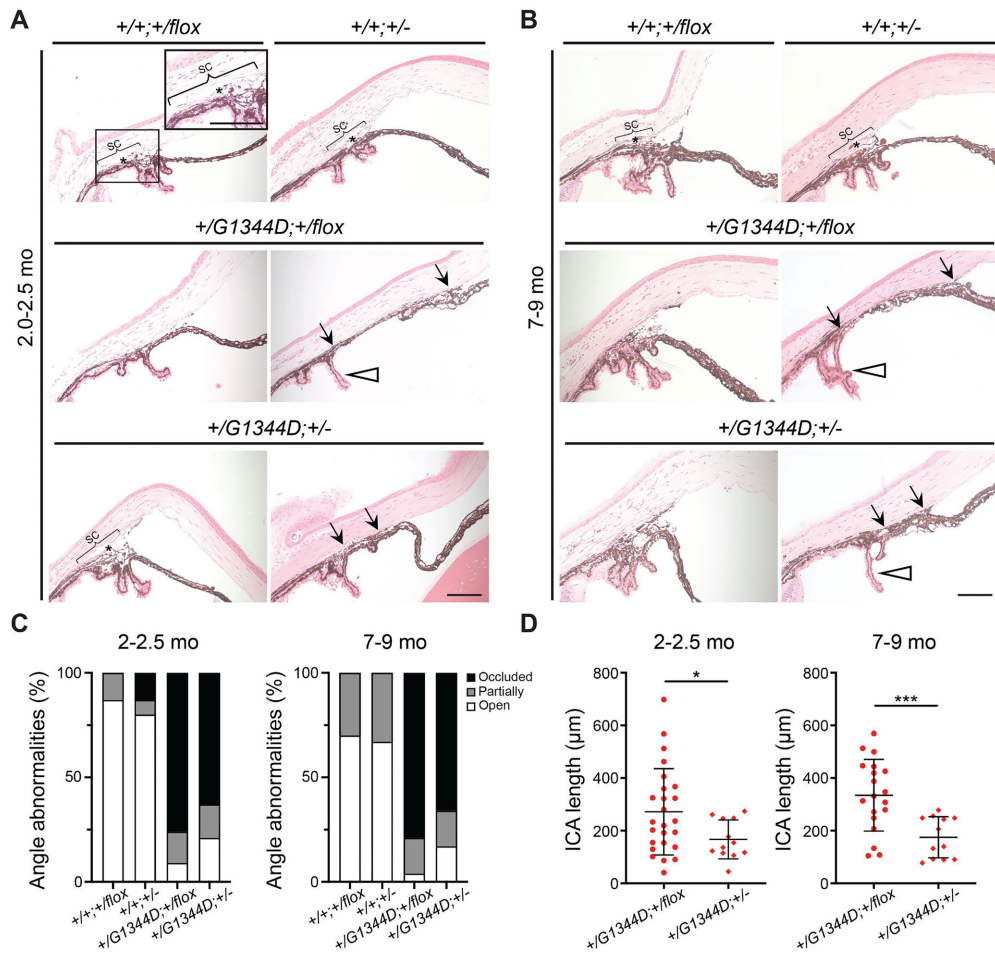 A
B
+/+;+/flox
+/+;+/-
+/+;+/flox
+/+;+/-
SC
*
SC
*
SC
*
SC
*
SC
*
2.0-2.5 mo
7-9 mo
+/G1344D;+/flox
+/G1344D;+/flox
+/G1344D;+/-
+/G1344D;+/-
SC
*
C
D
2-2.5 mo
7-9 mo
Occluded
Partially
Open
Angle abnormalities (%)
100
50
0
+/+;+/flox
+/+;+/-
+/G1344D;+/flox
+/G1344D;+/-
Angle abnormalities (%)
100
50
0
+/+;+/flox
+/+;+/-
+/G1344D;+/flox
+/G1344D;+/-
2-2.5 mo
7-9 mo
ICA length (µm)
800
600
400
200
0
*
+/G1344D;+/flox
+/G1344D;+/-
ICA length (µm)
800
600
400
200
0
***
+/G1344D;+/flox
+/G1344D;+/-